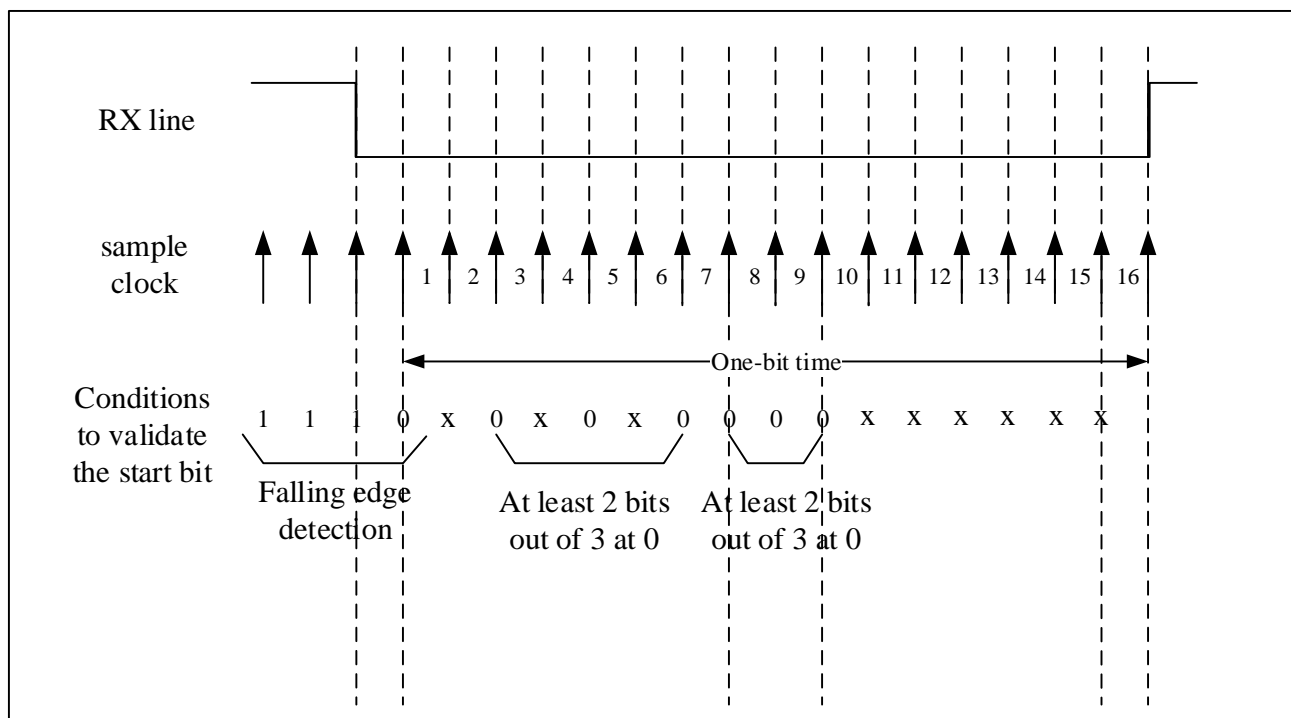 RX line
sample
clock
1 2 3 4 5 6 7 8 9 10 11 12 13 14 15 16
One-bit time
Conditions
to validate
the start bit
1 1 1 0 x 0 x 0 x 0 0 0 0 x x x x x x
Falling edge
detection
At least 2 bits
out of 3 at 0
At least 2 bits
out of 3 at 0